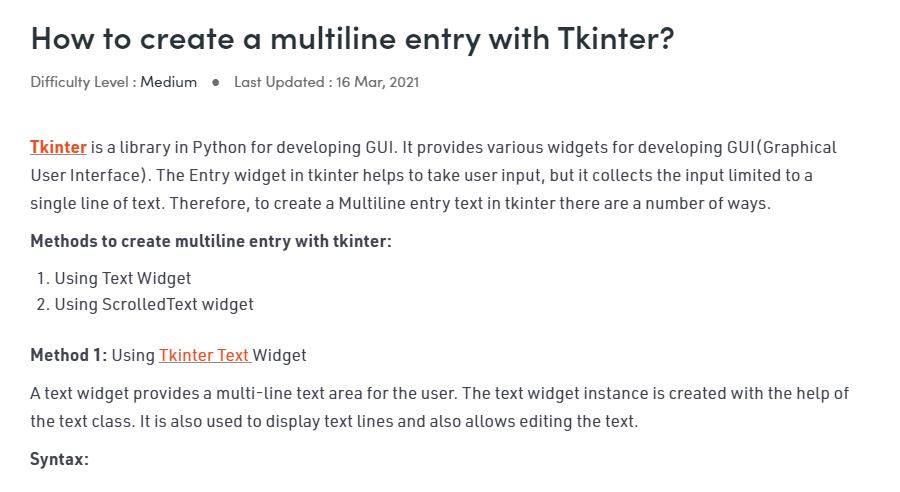 How to create a multiline entry with Tkinter?
Difficulty Level : Medium ● Last Updated : 16 Mar, 2021
Tkinter is a library in Python for developing GUI. It provides various widgets for developing GUI(Graphical
User Interface). The Entry widget in tkinter helps to take user input, but it collects the input limited to a
single line of text. Therefore, to create a Multiline entry text in tkinter there are a number of ways.
Methods to create multiline entry with tkinter:
1. Using Text Widget
2. Using ScrolledText widget
Method 1: Using Tkinter Text Widget
A text widget provides a multi-line text area for the user. The text widget instance is created with the help of
the text class. It is also used to display text lines and also allows editing the text.
Syntax: